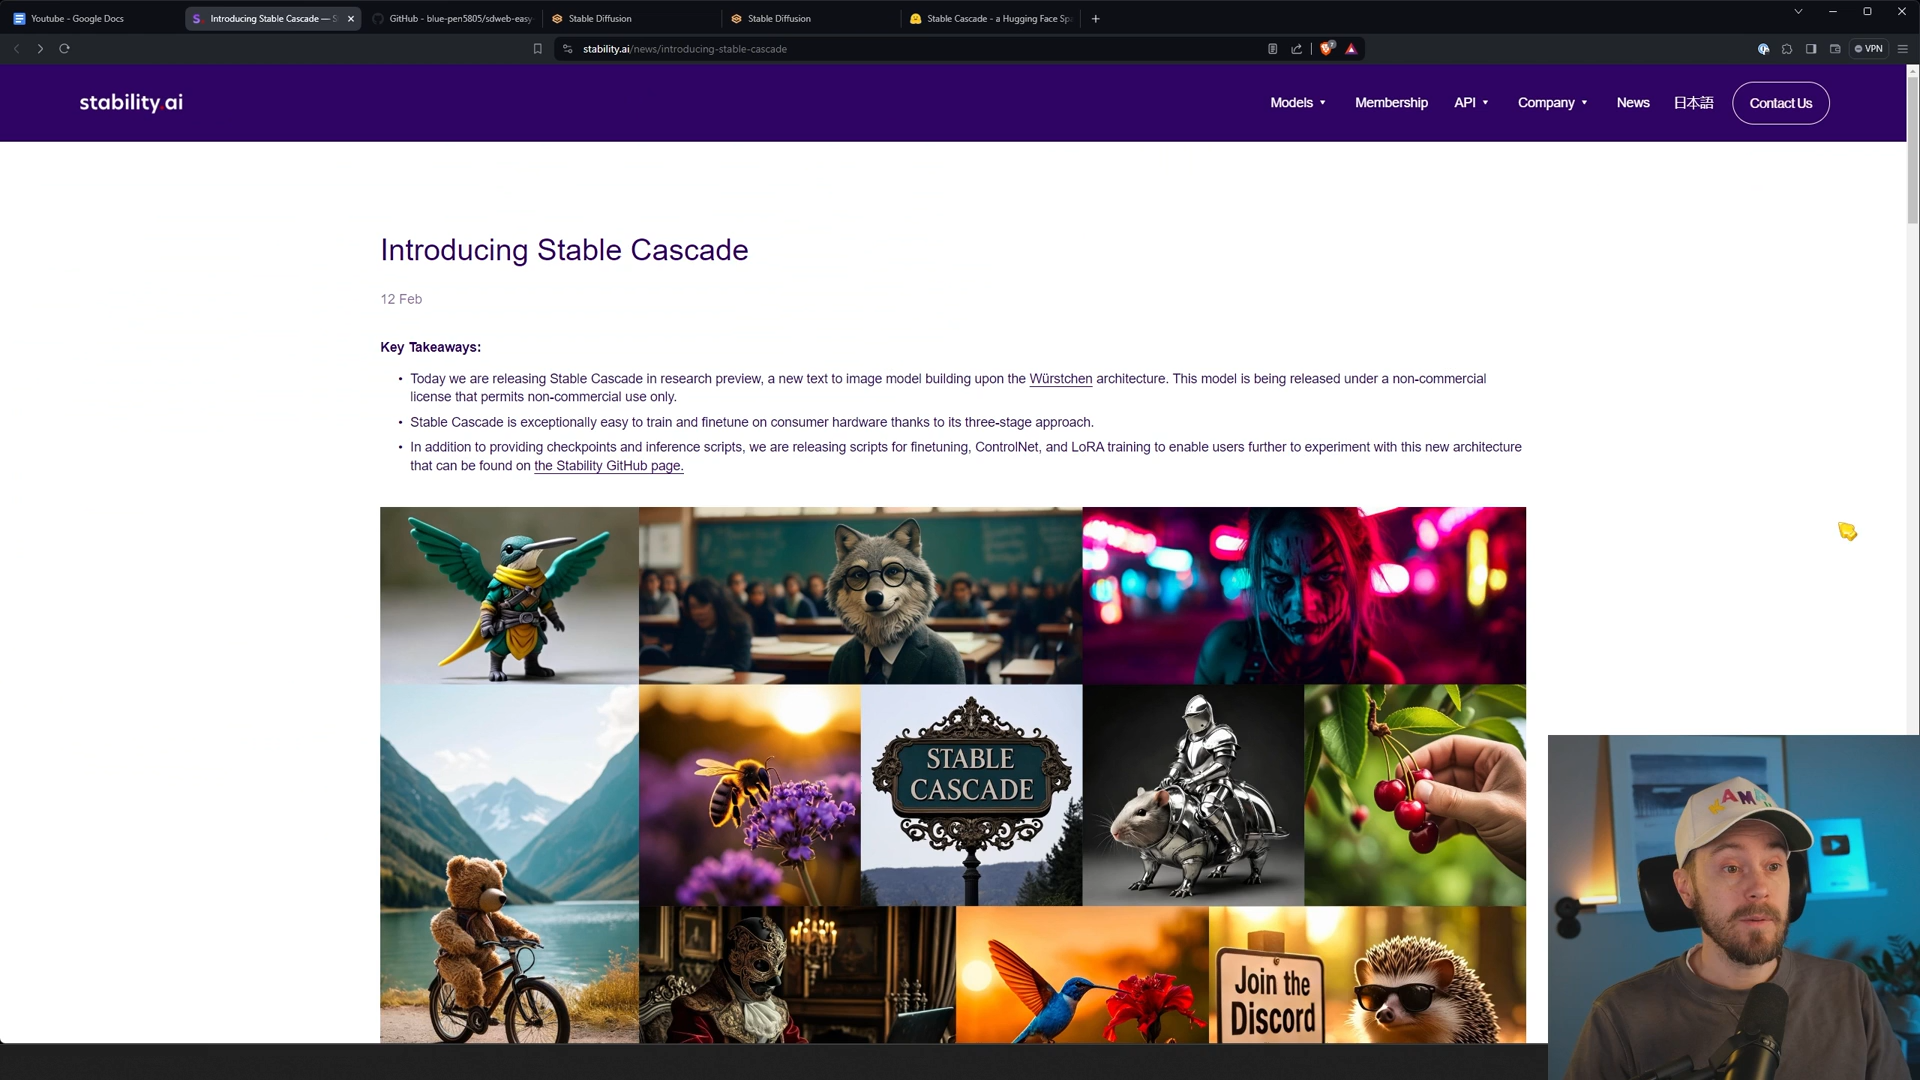 Youtube - Google Docs
Introducing Stable Cascade — S
GitHub - blue-pen5805/sdweb-easy
Stable Diffusion
Stable Diffusion
Stable Cascade - a Hugging Face Sp
stability.ai/news/introducing-stable-cascade
7
VPN
stability.ai
Models
Membership
API
Company
News
日本語
Contact Us
Introducing Stable Cascade
12 Feb
Key Takeaways:
• Today we are releasing Stable Cascade in research preview, a new text to image model building upon the Würstchen architecture. This model is being released under a non-commercial
license that permits non-commercial use only.
• Stable Cascade is exceptionally easy to train and finetune on consumer hardware thanks to its three-stage approach.
• In addition to providing checkpoints and inference scripts, we are releasing scripts for finetuning, ControlNet, and LoRA training to enable users further to experiment with this new architecture
that can be found on the Stability GitHub page.
STABLE
CASCADE
Join the
Discord